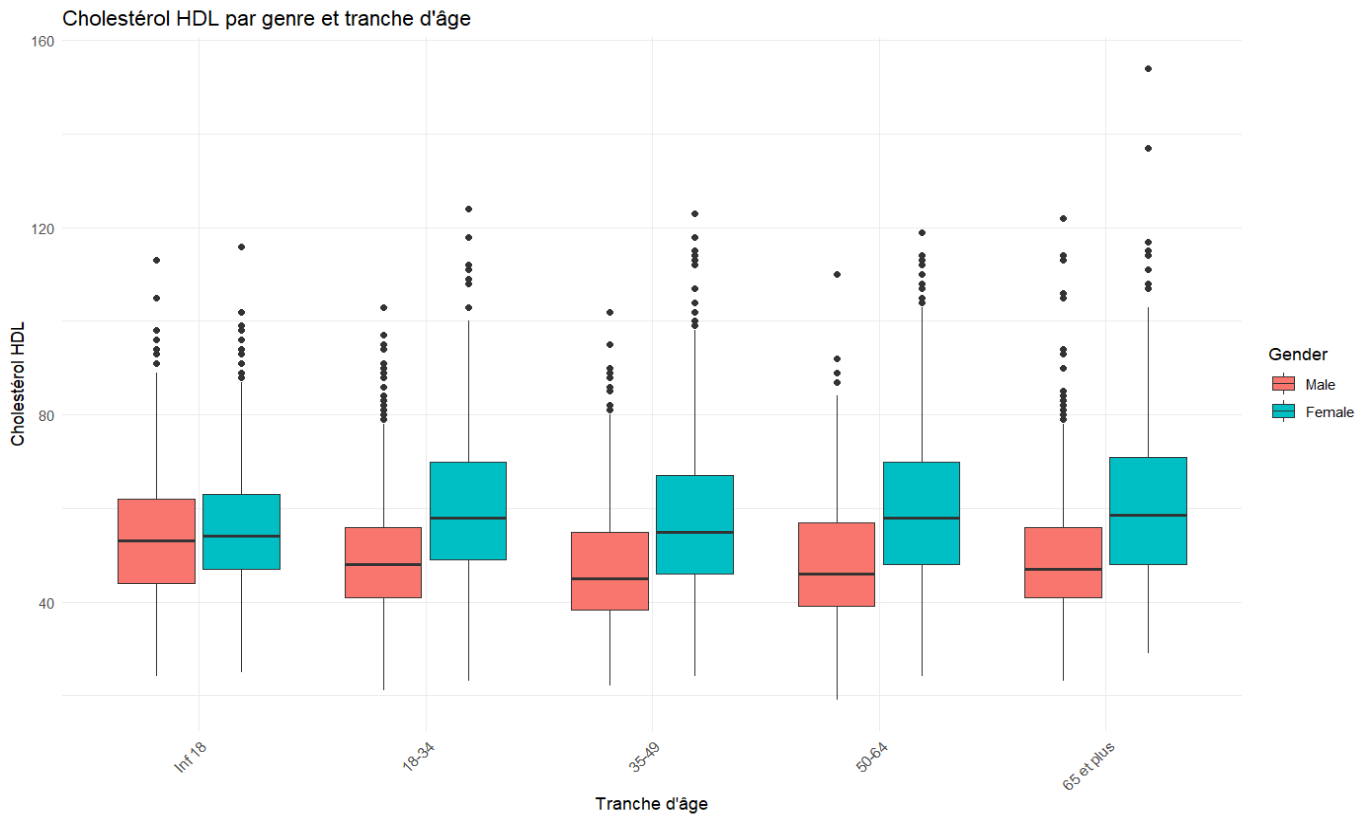 Cholestérol HDL par genre et tranche d'âge
160
120
80
40
Cholestérol HDL
Inf 18
18-34
35-49
50-64
65 et plus
Tranche d'âge
Gender
Male
Female